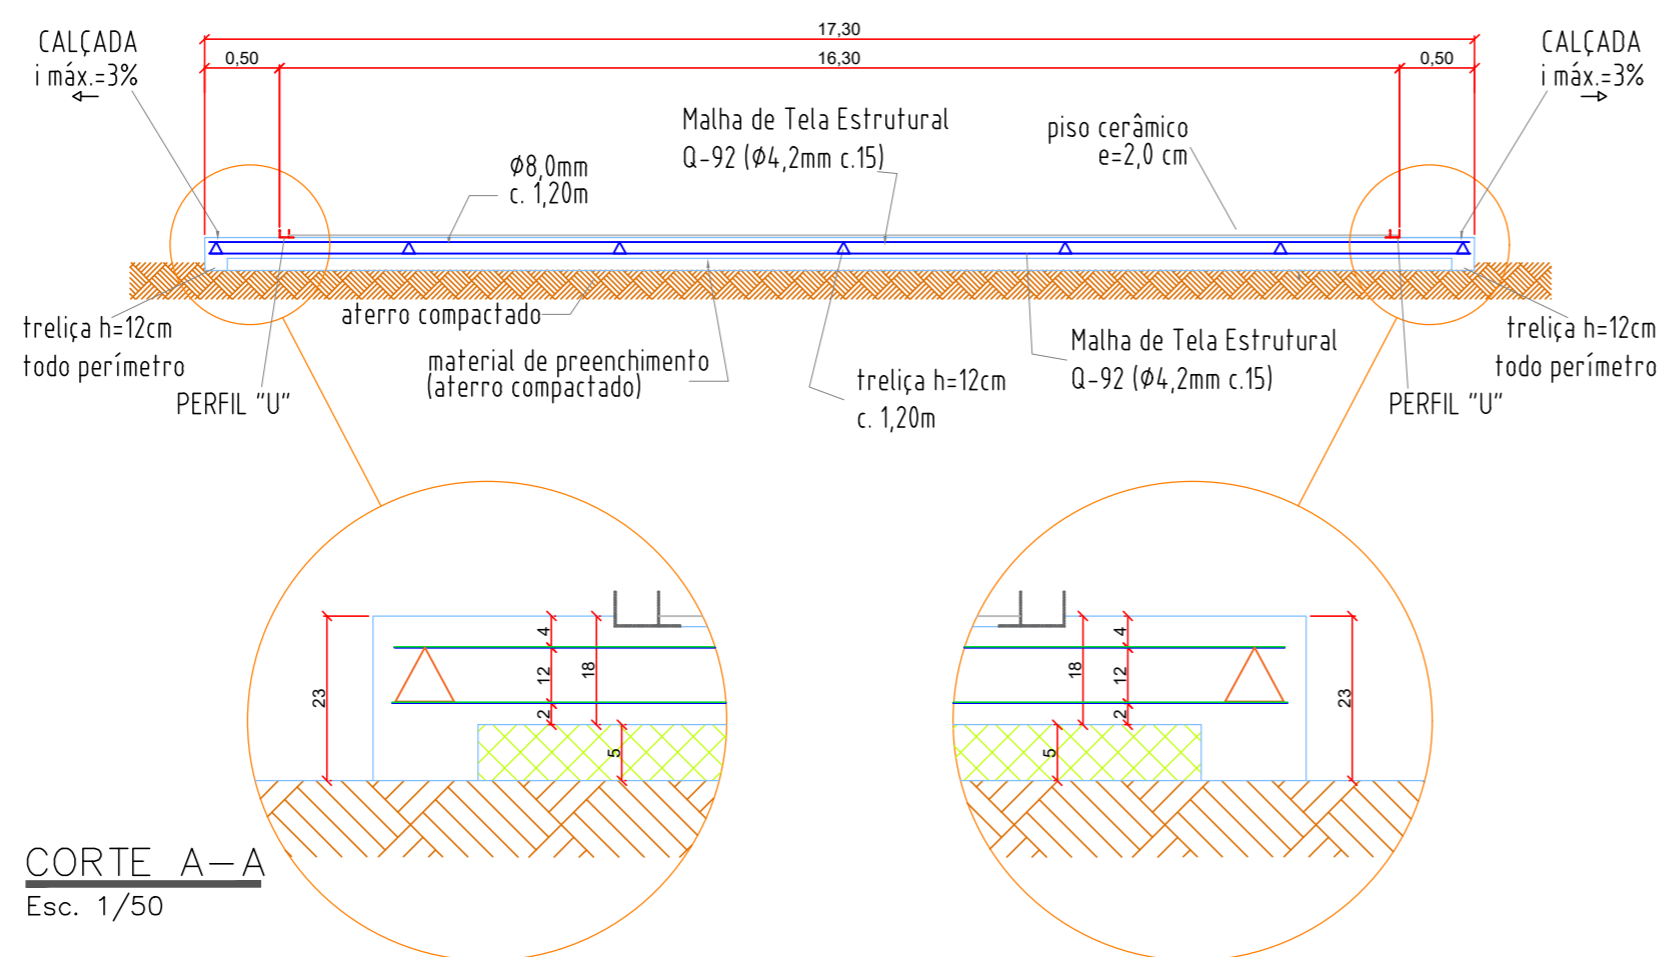 17,30
CALÇADA
i máx.=3%
0,50
16,30
0,50
CALÇADA
i máx.=3%
Malha de Tela Estrutural
Q-92 (Ø4,2mm c.15)
piso cerâmico
e=2,0 cm
Ø8,0mm
c. 1,20m
treliça h=12cm
todo perímetro
aterro compactado
material de preenchimento
(aterro compactado)
PERFIL "U"
treliça h=12cm
c. 1,20m
Malha de Tela Estrutural
Q-92 (Ø4,2mm c.15)
treliça h=12cm
todo perímetro
PERFIL "U"
23
4
12
2
18
5
18
4
12
2
5
23
CORTE A-A
Esc. 1/50